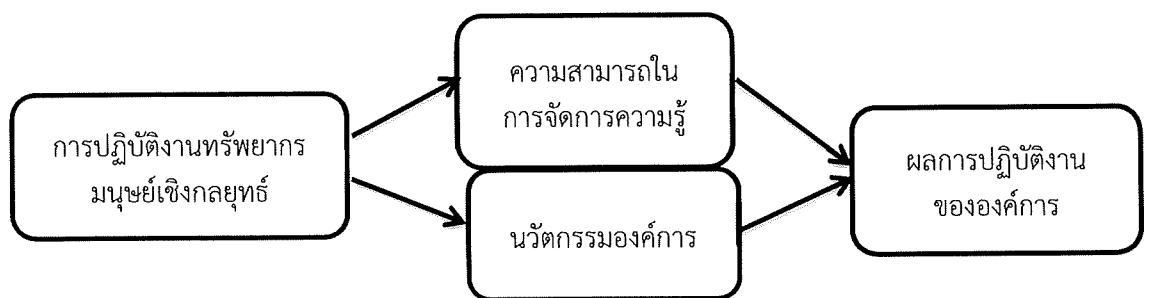 การปฏิบัติงานทรัพยากร
มนุษย์เชิงกลยุทธ์
ความสามารถใน
การจัดการความรู้
นวัตกรรมองค์การ
ผลการปฏิบัติงาน
ขององค์การ